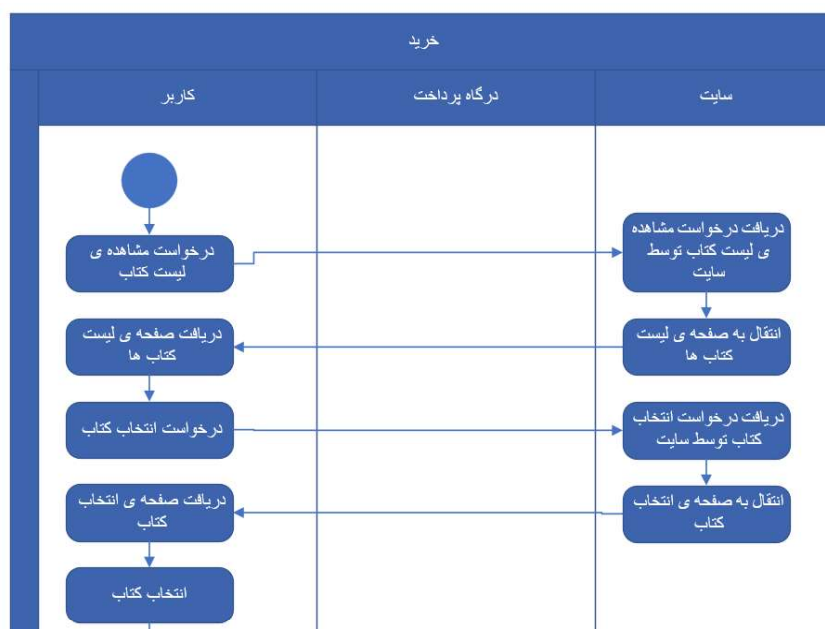 خرید
سایت
درگاه پرداخت
کاربر
درخواست مشاهده ی
لیست کتاب
دریافت درخواست مشاهده
ی لیست کتاب توسط
سایت
انتقال به صفحه ی لیست
کتاب ها
دریافت صفحه ی لیست
کتاب ها
درخواست انتخاب کتاب
دریافت درخواست انتخاب
کتاب توسط سایت
انتقال به صفحه ی انتخاب
کتاب
دریافت صفحه ی انتخاب
کتاب
انتخاب کتاب